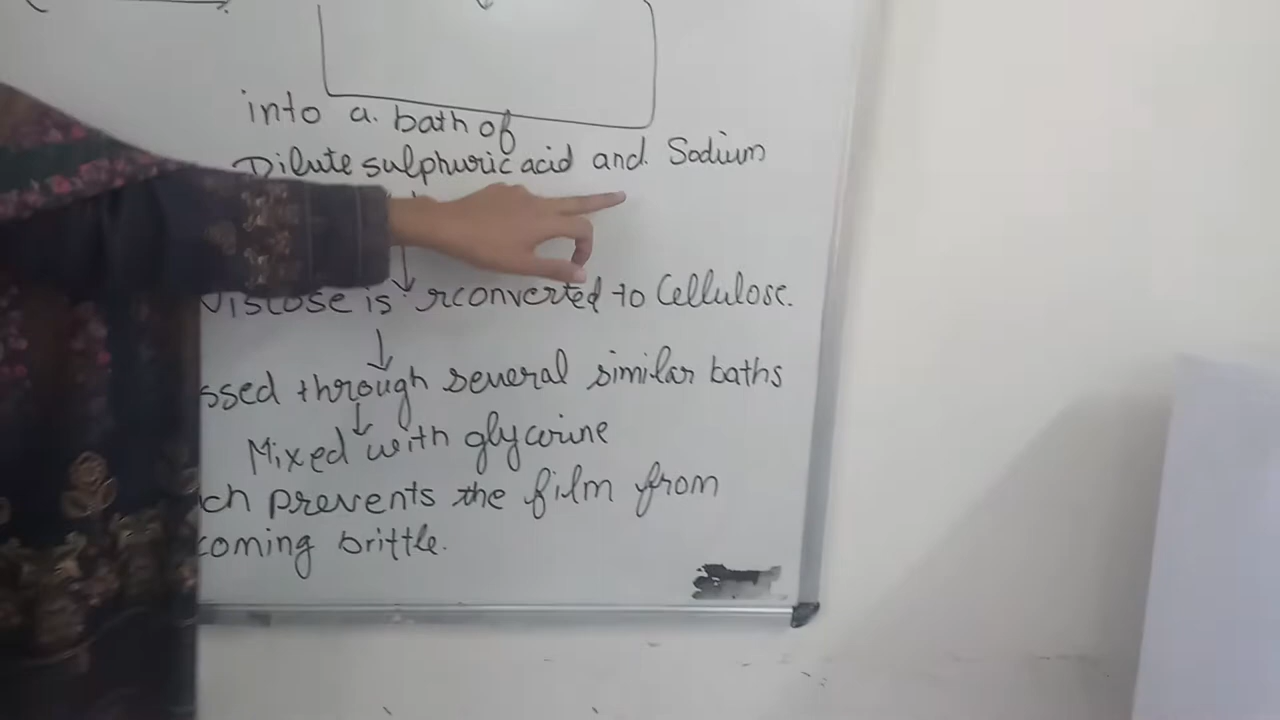 into a. bath of
Dilute sulphuric acid and Sodium
Viscose is rconverted to Cellulose.
ssed through several similar baths
Mixed with glycerine
ch prevents the film from
coming brittle.